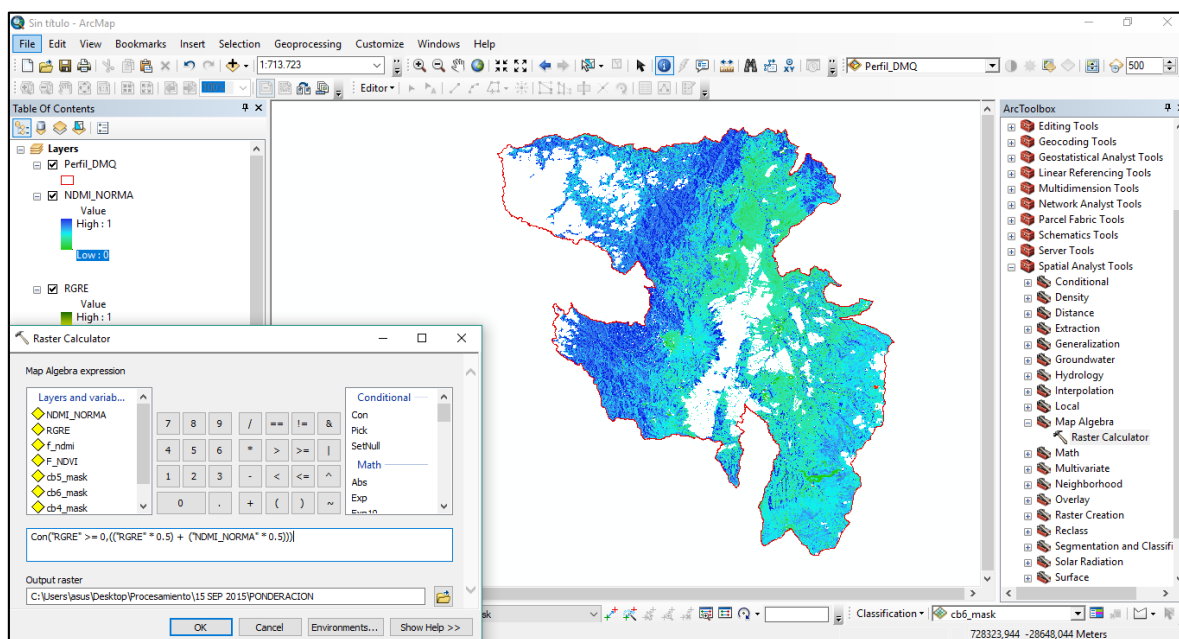 Sin título - ArcMap
File Edit View Bookmarks Insert Selection Geoprocessing Customize Windows Help
1:713.723
Perfil_DMQ
500
Editor
Table Of Contents
Layers
Perfil_DMQ
NDMI_NORMA
Value
High : 1
Low : 0
RGRE
Value
High : 1
ArcToolbox
Editing Tools
Geocoding Tools
Geostatistical Analyst Tools
Linear Referencing Tools
Multidimension Tools
Network Analyst Tools
Parcel Fabric Tools
Schematics Tools
Server Tools
Spatial Analyst Tools
Conditional
Density
Distance
Extraction
Generalization
Groundwater
Hydrology
Interpolation
Local
Map Algebra
Raster Calculator
Math
Multivariate
Neighborhood
Overlay
Raster Creation
Reclass
Segmentation and Classifi
Solar Radiation
Surface
Raster Calculator
Map Algebra expression
Layers and variab...
NDMI_NORMA
RGRE
f_ndmi
F_NDVI
cb5_mask
cb6_mask
cb4_mask
7 8 9 / == != &
4 5 6 * > >= |
1 2 3 - < <= ^
0 . + ( ) ~
Conditional
Con
Pick
SetNull
Math
Abs
Exp
Exp10
Con("RGRE" >= 0,(("RGRE" * 0.5) + ("NDMI_NORMA" * 0.5)))
Output raster
C:\Users\asus\Desktop\Procesamiento\15 SEP 2015\PONDERACION
OK Cancel Environments... Show Help >>
Classification
cb6_mask
728323,944 -28648,044 Meters